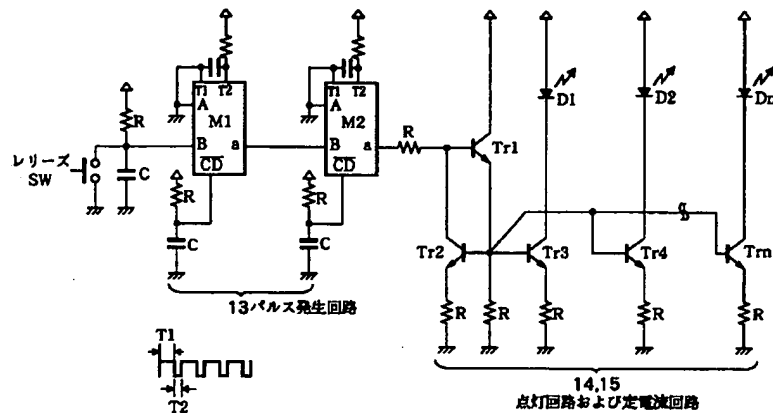 T1 T2
A
M1
B a
CD
R
C
レリーズ
SW
R
C
T1 T2
A
M2
B a
CD
R
C
R
Tr1
D1
D2
Dn
Tr2
Tr3
Tr4
Trn
R
R
R
R
R
13パルス発生回路
T1
T2
14,15
点灯回路および定電流回路